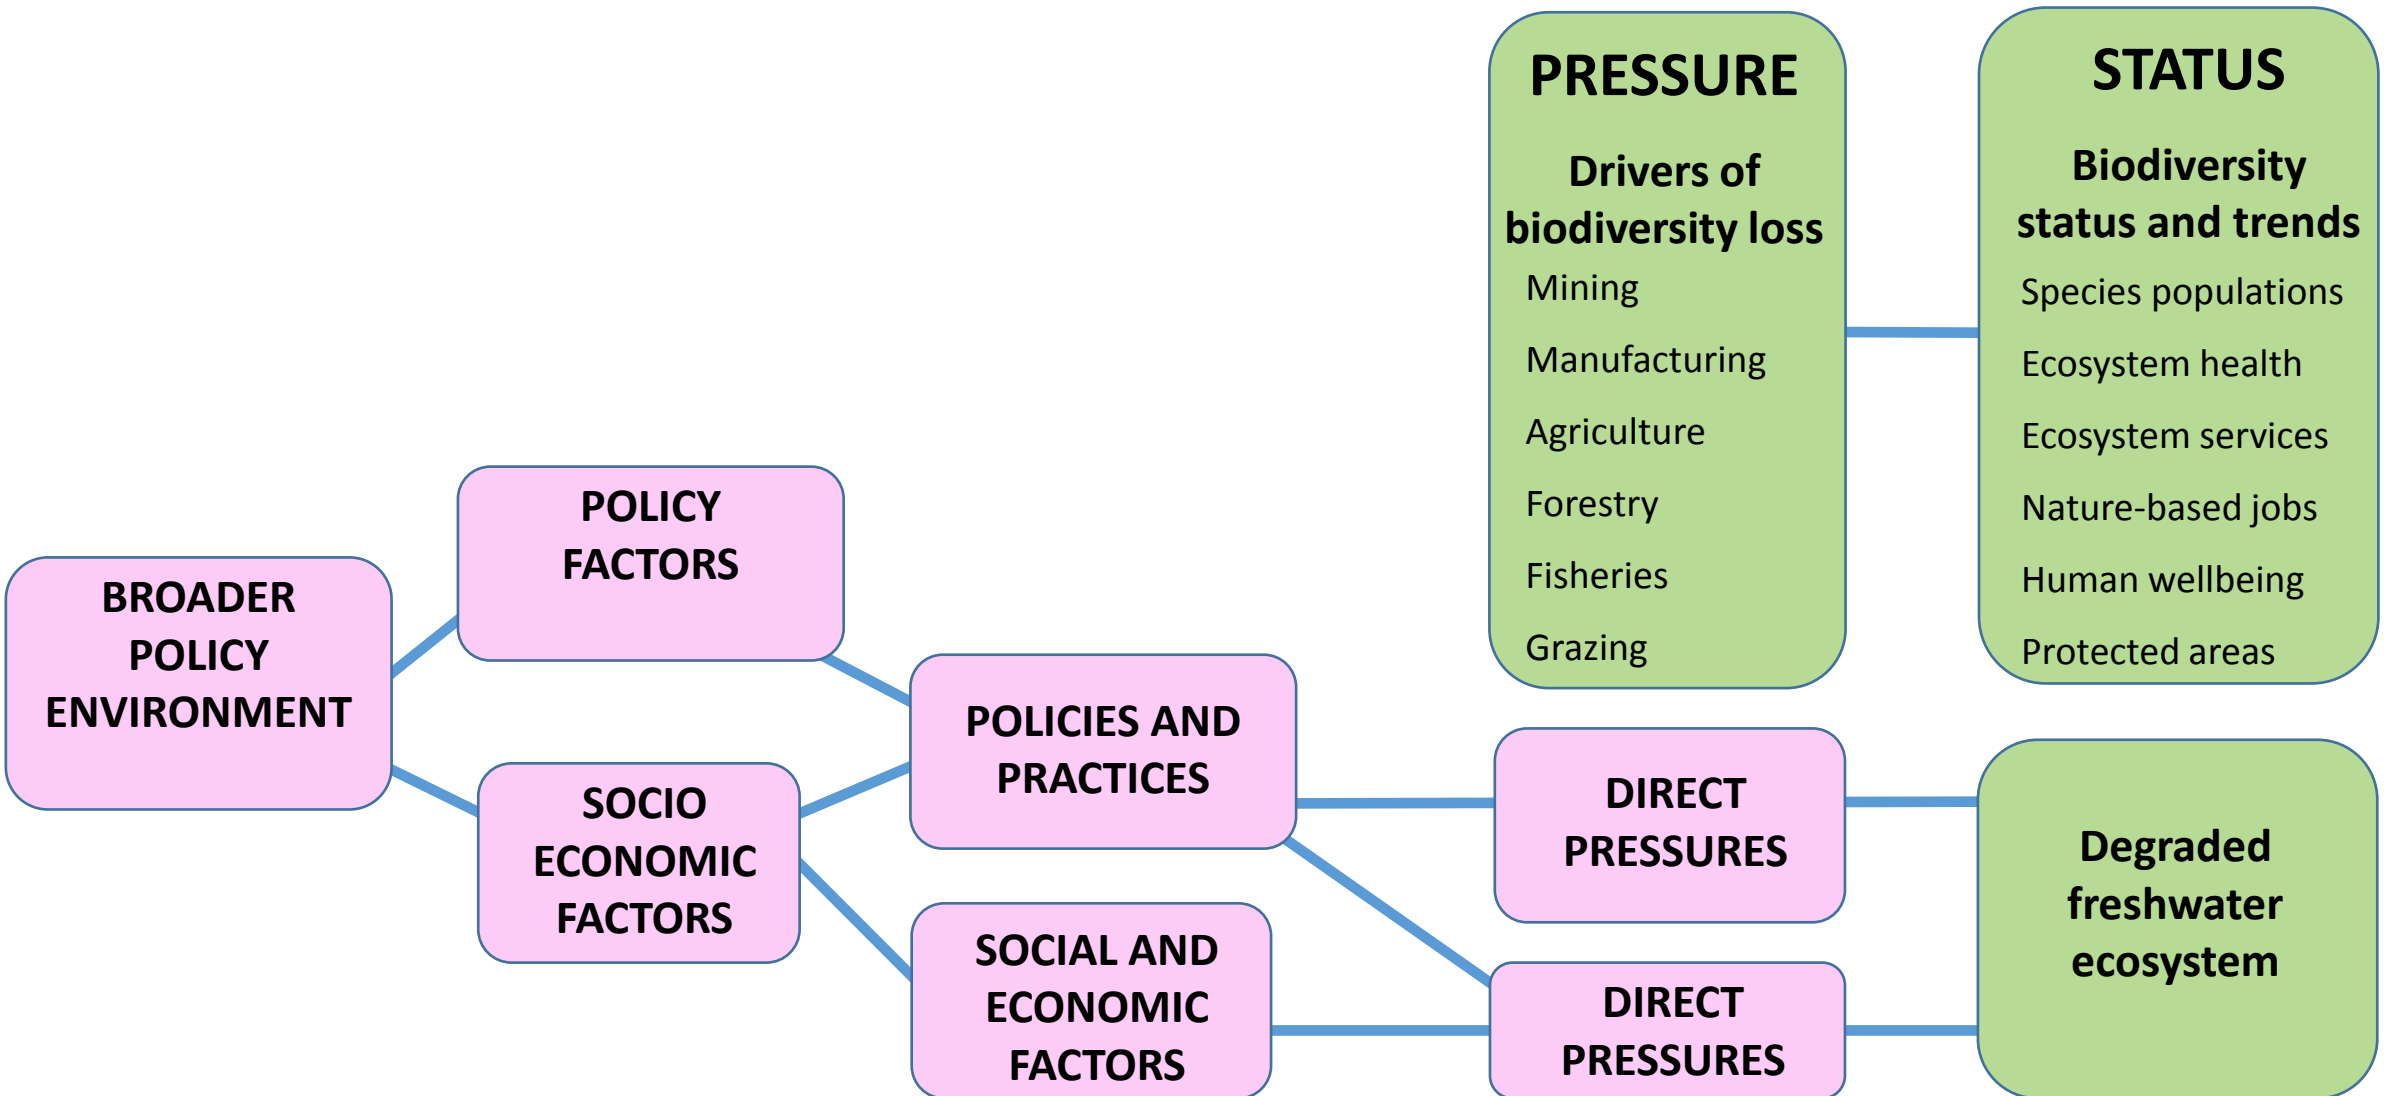 PRESSURE
Drivers of
biodiversity loss
Mining
Manufacturing
Agriculture
Forestry
Fisheries
Grazing
STATUS
Biodiversity
status and trends
Species populations
Ecosystem health
Ecosystem services
Nature-based jobs
Human wellbeing
Protected areas
BROADER
POLICY
ENVIRONMENT
POLICY
FACTORS
SOCIO
ECONOMIC
FACTORS
POLICIES AND
PRACTICES
SOCIAL AND
ECONOMIC
FACTORS
DIRECT
PRESSURES
DIRECT
PRESSURES
Degraded
freshwater
ecosystem